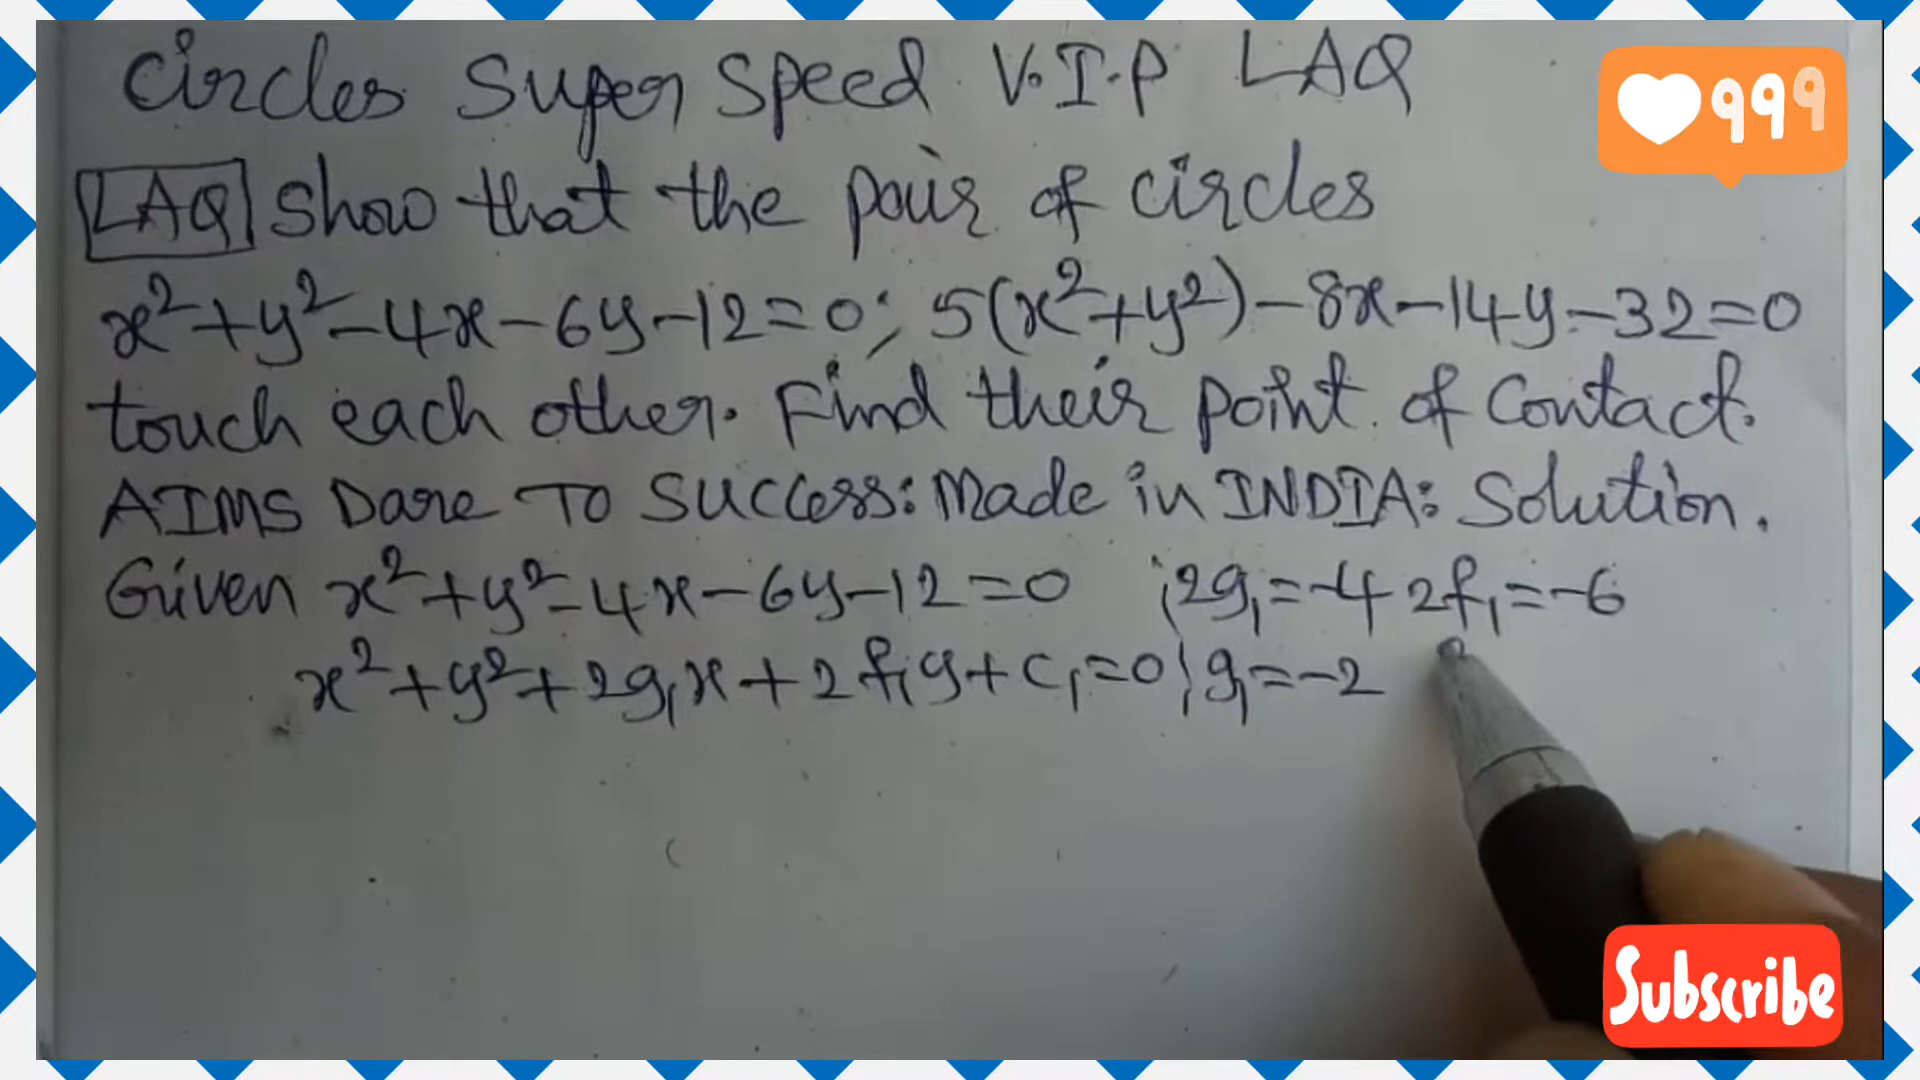 Circles Super Speed V.I.P LAQ
999
LAQ Show that the pair of circles
x²+y²-4x-6y-12=0; 5(x²+y²)-8x-14y-32=0
touch each other. Find their point of Contact.
AIMS Dare To Success: Made in INDIA: Solution.
Given x²+y²-4x-6y-12=0 ; 2g₁=-4 2f₁=-6
x²+y²+2g₁x+2f₁y+c₁=0; g₁=-2
Subscribe